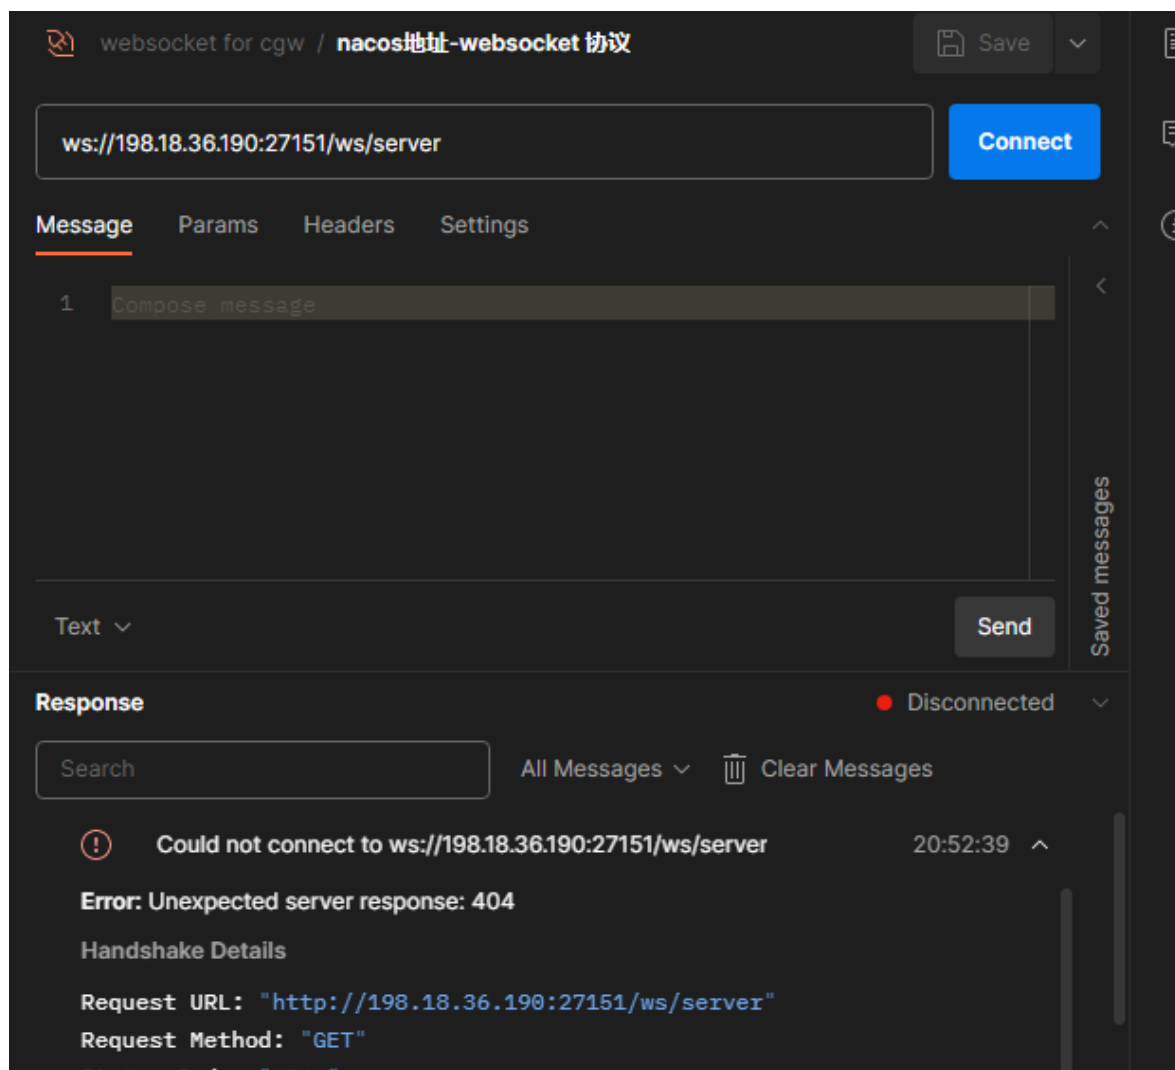 websocket for cgw / nacos地址-websocket 协议
Save
ws://198.18.36.190:27151/ws/server
Connect
Message Params Headers Settings
1 Compose message
Saved messages
Text
Send
Response
Disconnected
Search
All Messages
Clear Messages
Could not connect to ws://198.18.36.190:27151/ws/server 20:52:39
Error: Unexpected server response: 404
Handshake Details
Request URL: "http://198.18.36.190:27151/ws/server"
Request Method: "GET"